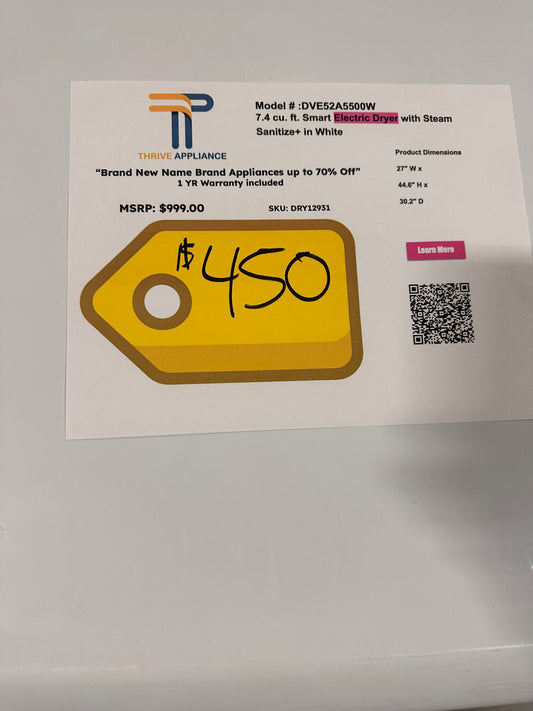 THRIVE APPLIANCE
Model # :DVE52A5500W
7.4 cu. ft. Smart Electric Dryer with Steam
Sanitize+ in White
"Brand New Name Brand Appliances up to 70% Off"
1 YR Warranty included
MSRP: $999.00
SKU: DRY12931
$450
Product Dimensions
27" W x
44.6" H x
30.2" D
Learn More